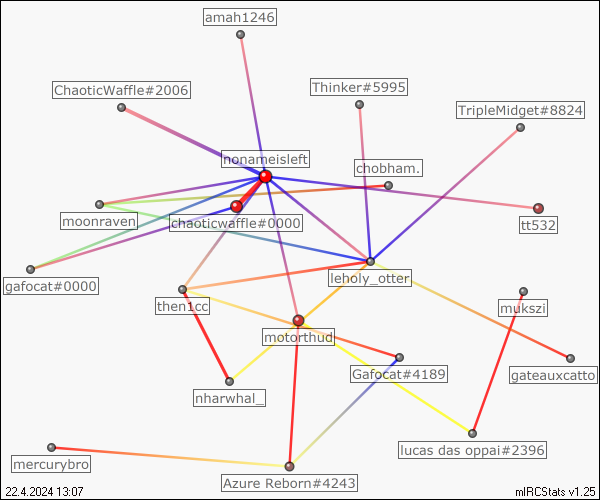 amah1246
ChaoticWaffle#2006
Thinker#5995
TripleMidget#8824
nonameisleft
chobham.
moonraven
chaoticwaffle#0000
tt532
gafocat#0000
leholy_otter
then1cc
mukszi
motorthud
Gafocat#4189
gateauxcatto
nharwhal_
lucas das oppai#2396
mercurybro
Azure Reborn#4243
22.4.2024 13:07
mIRCStats v1.25